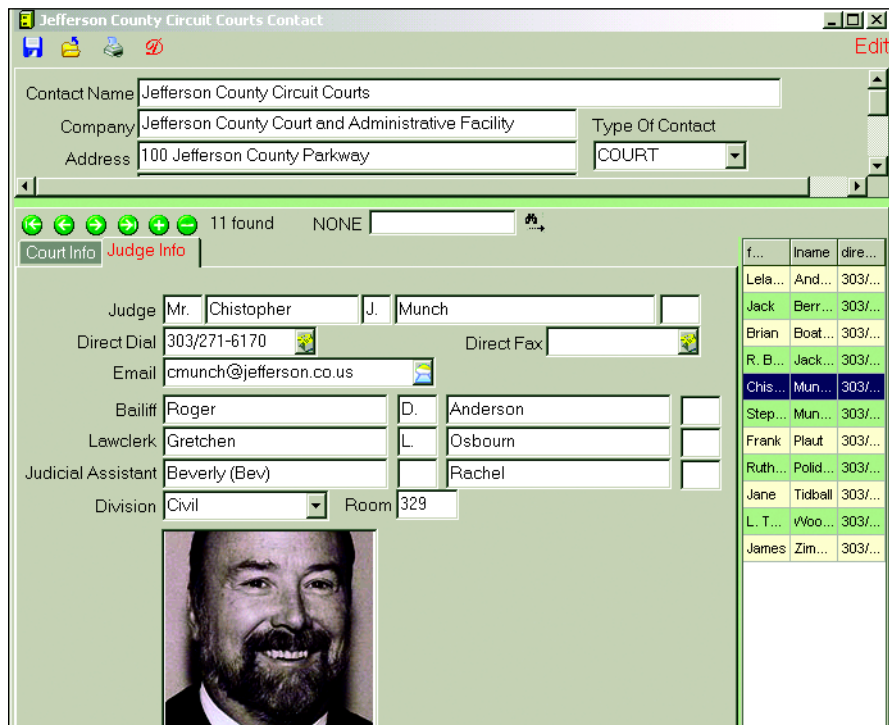 Jefferson County Circuit Courts Contact
Edit
Contact Name Jefferson County Circuit Courts
Company Jefferson County Court and Administrative Facility Type Of Contact
Address 100 Jefferson County Parkway COURT
11 found NONE
Court Info Judge Info
Judge Mr. Chistopher J. Munch
Direct Dial 303/271-6170 Direct Fax
Email cmunch@jefferson.co.us
Bailiff Roger D. Anderson
Lawclerk Gretchen L. Osbourn
Judicial Assistant Beverly (Bev) Rachel
Division Civil Room 329
f... lname dire...
Lela... And... 303/...
Jack Berr... 303/...
Brian Boat... 303/...
R. B... Jack... 303/...
Chis... Mun... 303/...
Step... Mun... 303/...
Frank Plaut 303/...
Ruth... Polid... 303/...
Jane Tidball 303/...
L. T... Woo... 303/...
James Zim... 303/...